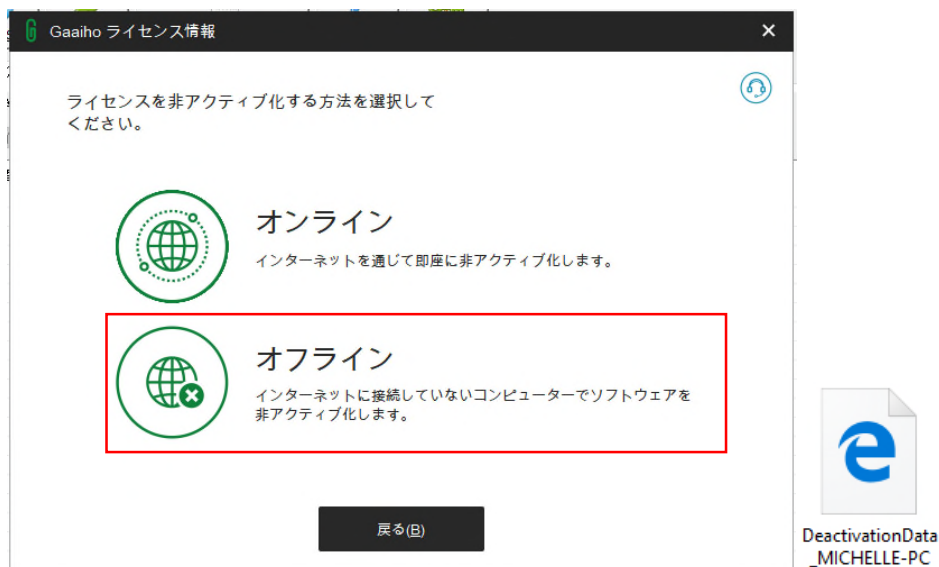 Gaaiho ライセンス情報
ライセンスを非アクティブ化する方法を選択して
ください。
オンライン
インターネットを通じて即座に非アクティブ化します。
オフライン
インターネットに接続していないコンピューターでソフトウェアを
非アクティブ化します。
戻る(B)
DeactivationData
_MICHELLE-PC